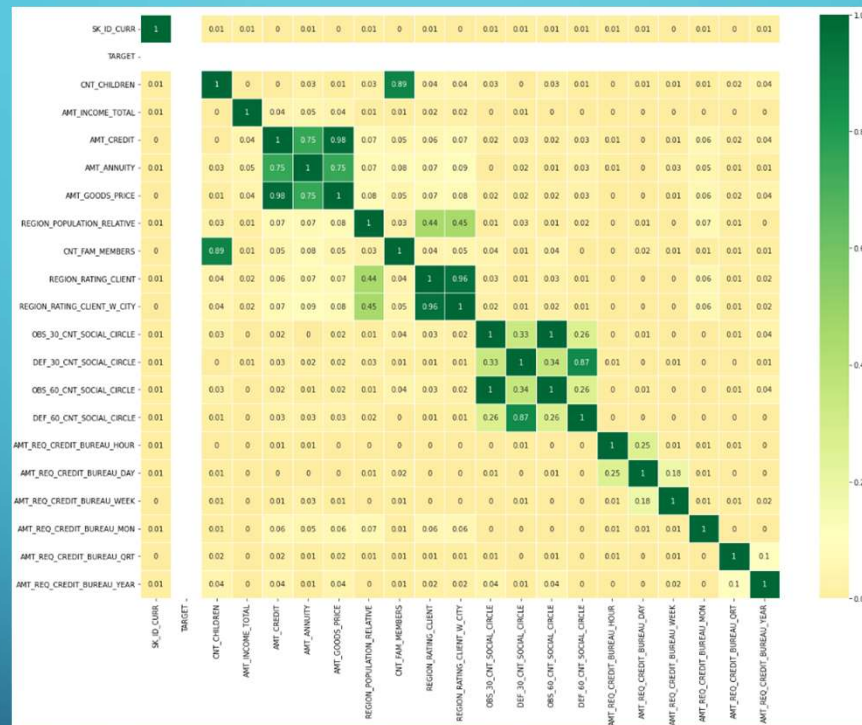 SK_ID_CURR 1 0.01 0.01 0 0.01 0 0.01 0 0.01 0.01 0.01 0.01 0.01 0.01 0.01 0.01 0 0.01 0 0.01
TARGET
CNT_CHILDREN 0.01 1 0 0 0.03 0.01 0.03 0.89 0.04 0.04 0.03 0 0.03 0.01 0 0 0.01 0.01 0.02 0.04
AMT_INCOME_TOTAL 0.01 0 1 0.04 0.05 0.04 0.01 0.01 0.02 0.02 0 0.01 0 0 0 0 0 0 0 0
AMT_CREDIT 0 0 0.04 1 0.75 0.98 0.07 0.05 0.06 0.07 0.02 0.03 0.02 0.03 0.01 0 0.01 0.06 0.02 0.04
AMT_ANNUITY 0.01 0.03 0.05 0.75 1 0.75 0.07 0.08 0.07 0.09 0 0.02 0.01 0.03 0.01 0 0.03 0.05 0.01 0.01
AMT_GOODS_PRICE 0 0.01 0.04 0.98 0.75 1 0.08 0.05 0.07 0.08 0.02 0.02 0.02 0.03 0 0 0.01 0.06 0.02 0.04
REGION_POPULATION_RELATIVE 0.01 0.03 0.01 0.07 0.07 0.08 1 0.03 0.44 0.45 0.01 0.03 0.01 0.02 0 0.01 0 0.07 0.01 0
CNT_FAM_MEMBERS 0 0.89 0.01 0.05 0.08 0.05 0.03 1 0.04 0.05 0.04 0.01 0.04 0 0 0.02 0.01 0.01 0.01 0.01
REGION_RATING_CLIENT 0.01 0.04 0.02 0.06 0.07 0.07 0.44 0.04 1 0.96 0.03 0.01 0.03 0.01 0 0 0 0.06 0.01 0.02
REGION_RATING_CLIENT_W_CITY 0.01 0.04 0.02 0.07 0.09 0.08 0.45 0.05 0.96 1 0.02 0.01 0.02 0.01 0 0 0 0.06 0.01 0.02
OBS_30_CNT_SOCIAL_CIRCLE 0.01 0.03 0 0.02 0 0.02 0.01 0.04 0.03 0.02 1 0.33 1 0.26 0 0.01 0 0 0.01 0.04
DEF_30_CNT_SOCIAL_CIRCLE 0.01 0 0.01 0.03 0.02 0.02 0.03 0.01 0.01 0.01 0.33 1 0.34 0.87 0.01 0 0.01 0 0 0.01
OBS_60_CNT_SOCIAL_CIRCLE 0.01 0.03 0 0.02 0.01 0.02 0.01 0.04 0.03 0.02 1 0.34 1 0.26 0 0.01 0 0 0.01 0.04
DEF_60_CNT_SOCIAL_CIRCLE 0.01 0.01 0 0.03 0.03 0.03 0.02 0 0.01 0.01 0.26 0.87 0.26 1 0 0 0 0 0 0
AMT_REQ_CREDIT_BUREAU_HOUR 0.01 0 0 0.01 0.01 0 0 0 0 0 0 0.01 0 0 1 0.25 0.01 0 0.01 0
AMT_REQ_CREDIT_BUREAU_DAY 0.01 0 0 0 0 0 0.01 0.02 0 0 0.01 0 0.01 0 0.25 1 0.18 0.01 0 0
AMT_REQ_CREDIT_BUREAU_WEEK 0 0.01 0 0.01 0.03 0.01 0 0.01 0 0 0 0.01 0 0 0.01 0.18 1 0.01 0.01 0.02
AMT_REQ_CREDIT_BUREAU_MON 0.01 0.01 0 0.06 0.05 0.06 0.07 0.01 0.06 0.06 0 0 0 0 0 0.01 0.01 1 0 0
AMT_REQ_CREDIT_BUREAU_QRT 0 0.02 0 0.02 0.01 0.02 0.01 0.01 0.01 0.01 0.01 0 0.01 0 0.01 0 0.01 0 1 0.1
AMT_REQ_CREDIT_BUREAU_YEAR 0.01 0.04 0 0.04 0.01 0.04 0 0.01 0.02 0.02 0.04 0.01 0.04 0 0 0 0.02 0 0.1 1
SK_ID_CURR
TARGET
CNT_CHILDREN
AMT_INCOME_TOTAL
AMT_CREDIT
AMT_ANNUITY
AMT_GOODS_PRICE
REGION_POPULATION_RELATIVE
CNT_FAM_MEMBERS
REGION_RATING_CLIENT
REGION_RATING_CLIENT_W_CITY
OBS_30_CNT_SOCIAL_CIRCLE
DEF_30_CNT_SOCIAL_CIRCLE
OBS_60_CNT_SOCIAL_CIRCLE
DEF_60_CNT_SOCIAL_CIRCLE
AMT_REQ_CREDIT_BUREAU_HOUR
AMT_REQ_CREDIT_BUREAU_DAY
AMT_REQ_CREDIT_BUREAU_WEEK
AMT_REQ_CREDIT_BUREAU_MON
AMT_REQ_CREDIT_BUREAU_QRT
AMT_REQ_CREDIT_BUREAU_YEAR
1.0
0.8
0.6
0.4
0.2
0.0